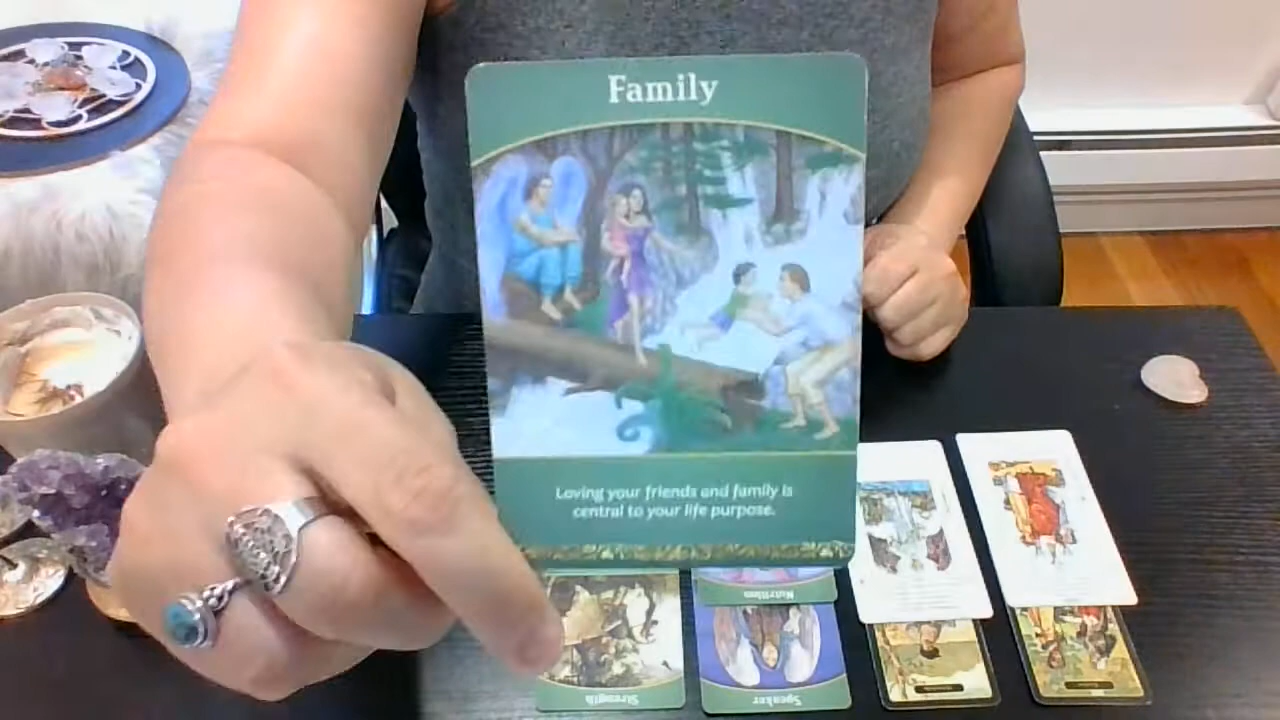 Family
Loving your friends and family is
central to your life purpose.
Nutrition
Strength
Speaker